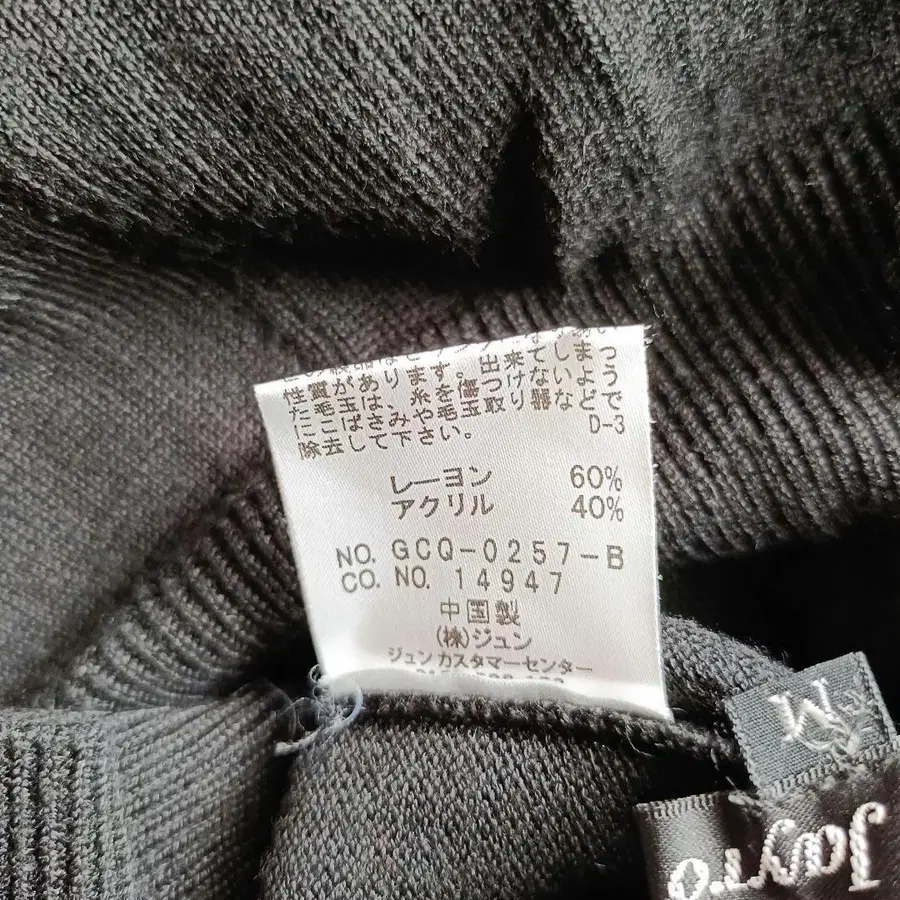 性質があります。出来てしまっ
た毛玉は、糸を傷つけないよう
にこばさみや毛玉取り器などで
除去して下さい。
D-3
レーヨン 60%
アクリル 40%
NO. GCQ-0257-B
CO. NO. 14947
中国製
(株)ジュン
ジュンカスタマーセンター
M